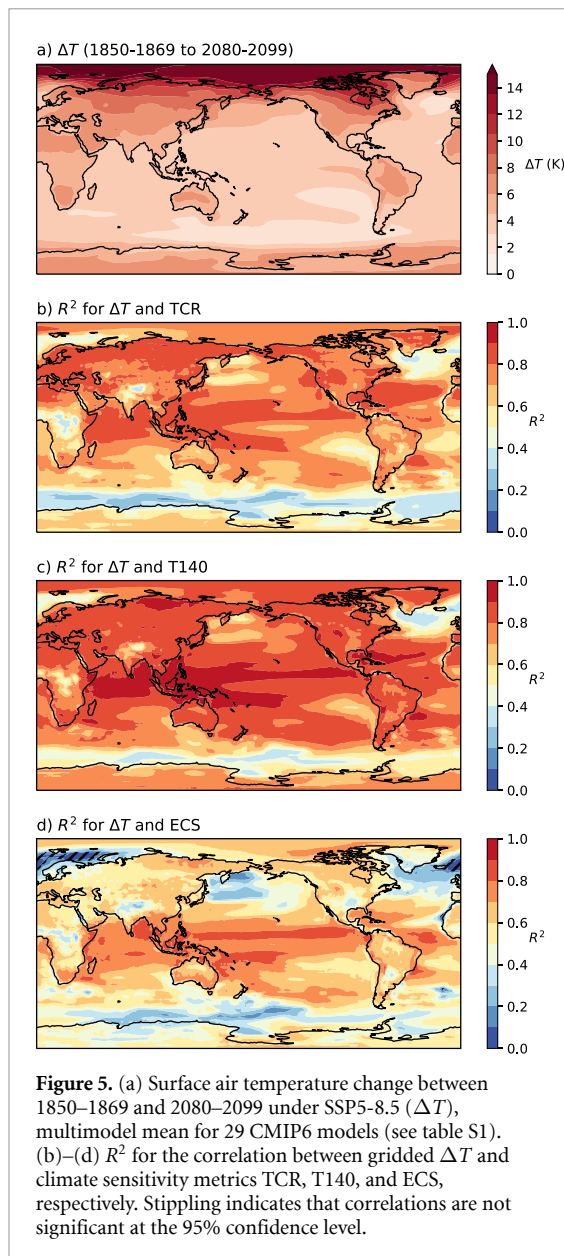 a) ΔT (1850-1869 to 2080-2099)
14
12
10
8
6
4
2
0
ΔT (K)
b) R² for ΔT and TCR
1.0
0.8
0.6
0.4
0.2
0.0
R²
c) R² for ΔT and T140
1.0
0.8
0.6
0.4
0.2
0.0
R²
d) R² for ΔT and ECS
1.0
0.8
0.6
0.4
0.2
0.0
R²
Figure 5. (a) Surface air temperature change between
1850–1869 and 2080–2099 under SSP5-8.5 (ΔT),
multimodel mean for 29 CMIP6 models (see table S1).
(b)–(d) R² for the correlation between gridded ΔT and
climate sensitivity metrics TCR, T140, and ECS,
respectively. Stippling indicates that correlations are not
significant at the 95% confidence level.